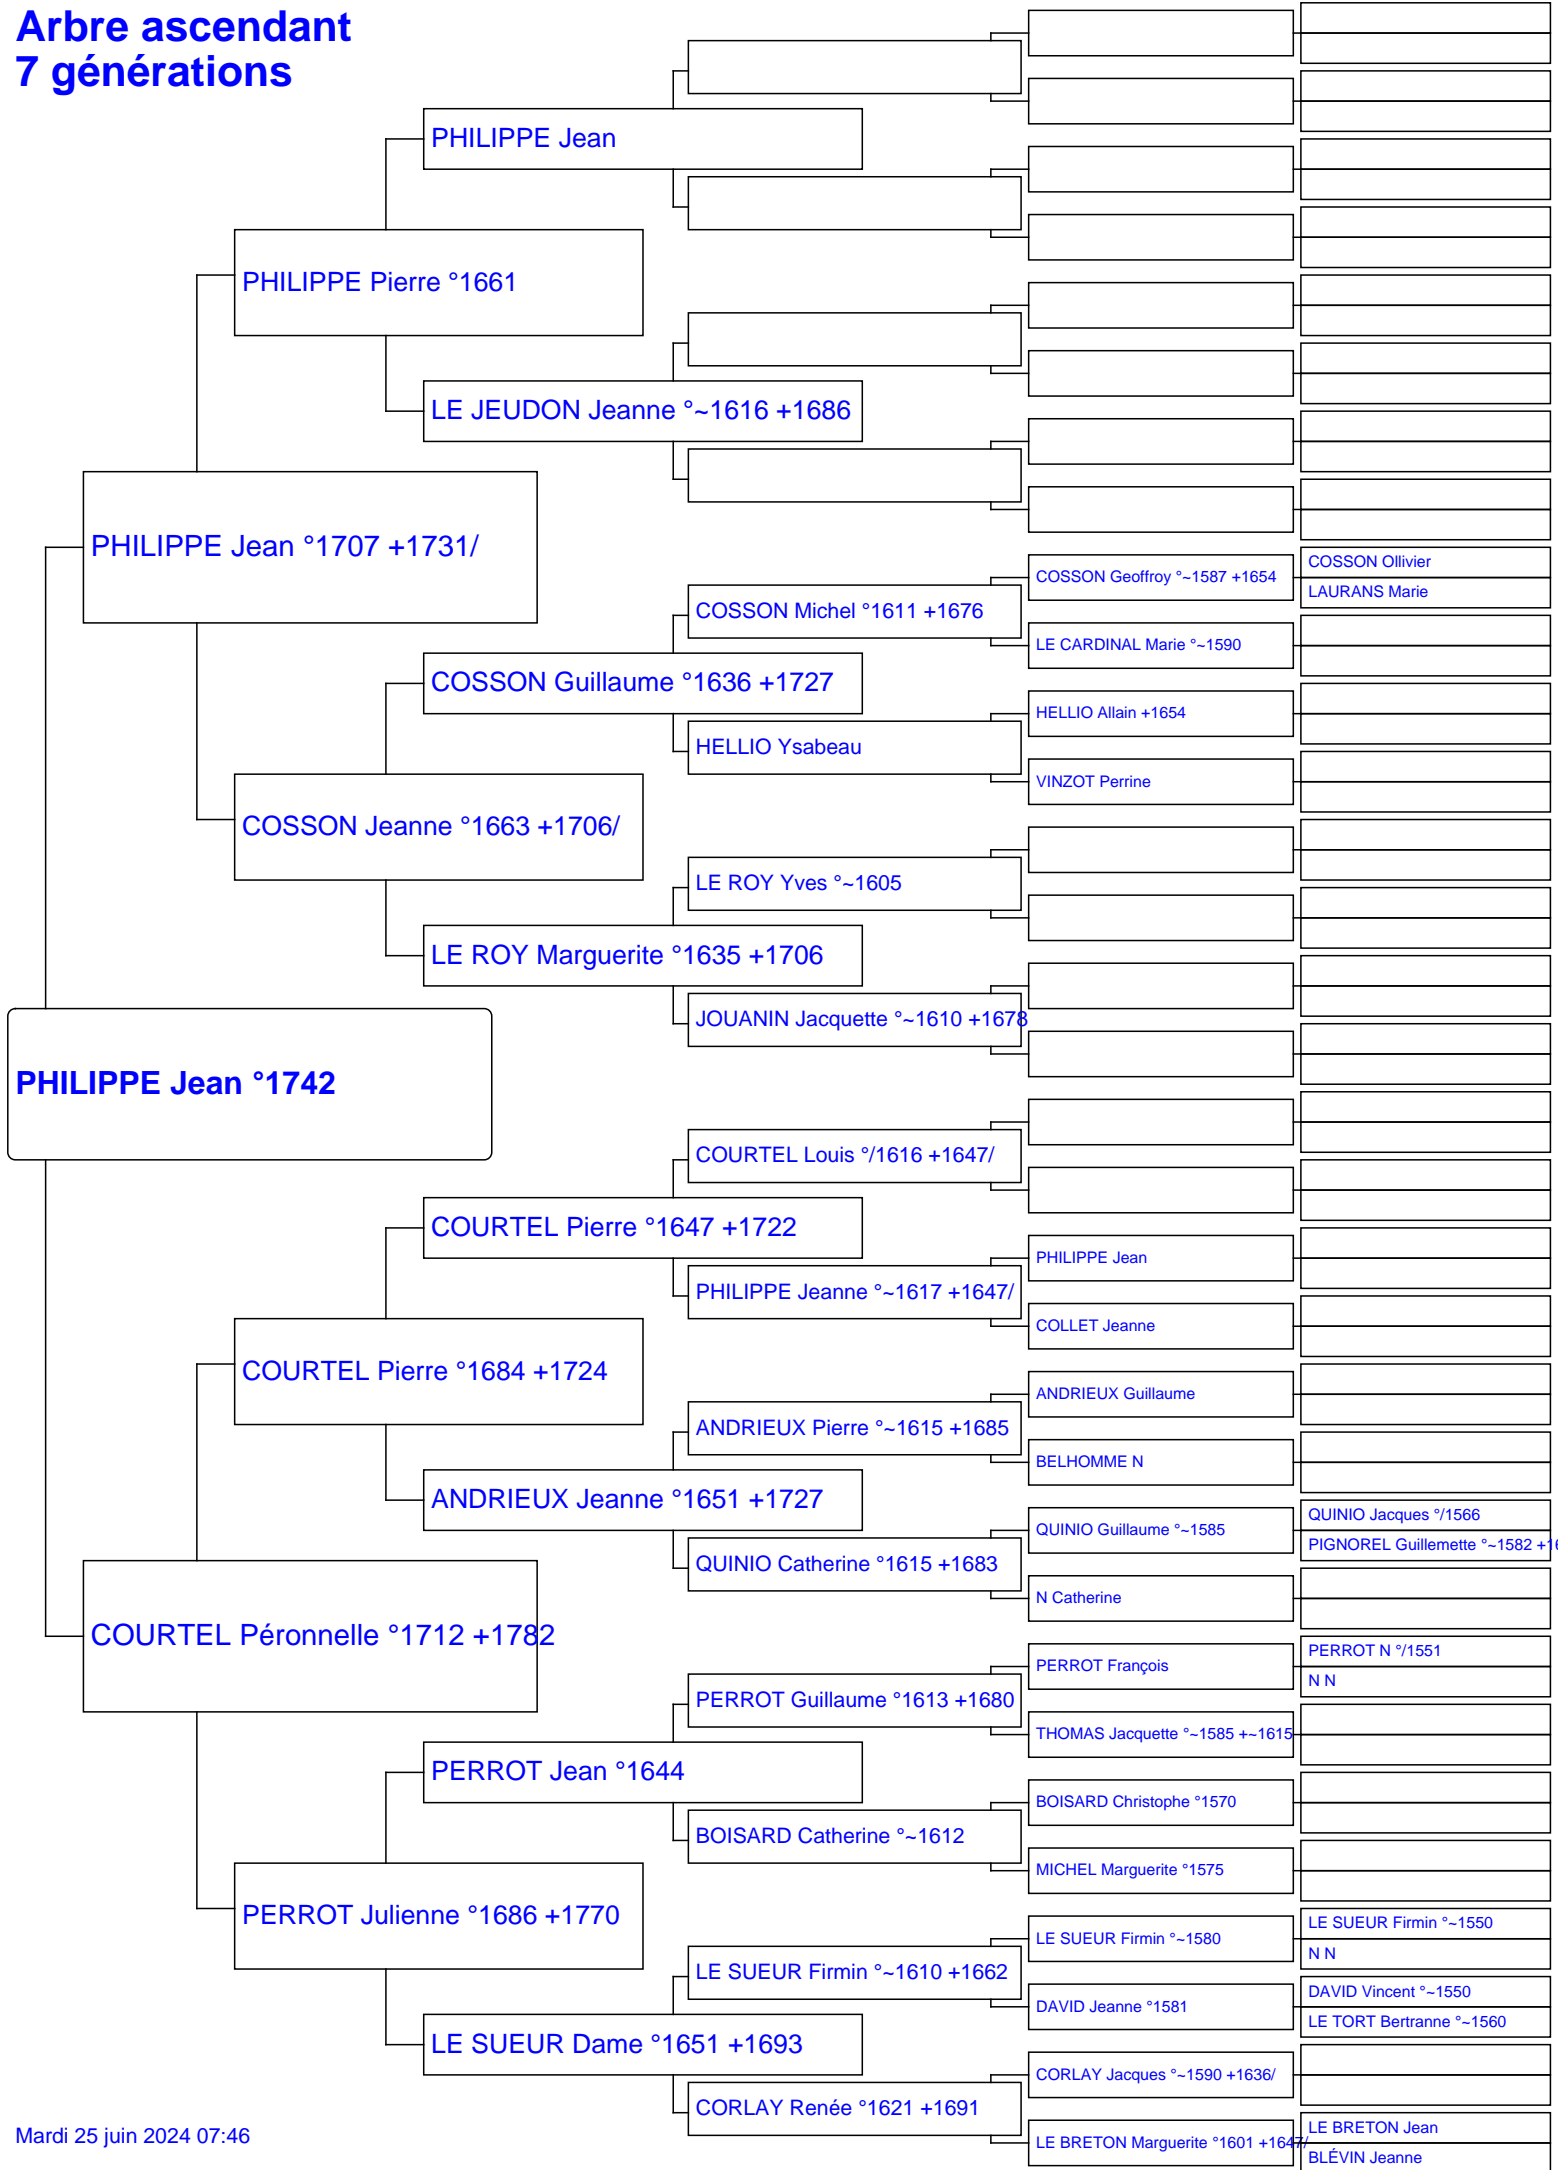 Arbre ascendant
7 générations
PHILIPPE Jean
PHILIPPE Pierre °1661
LE JEUDON Jeanne °~1616 +1686
PHILIPPE Jean °1707 +1731/
COSSON Ollivier
COSSON Geoffroy °~1587 +1654
LAURANS Marie
COSSON Michel °1611 +1676
LE CARDINAL Marie °~1590
COSSON Guillaume °1636 +1727
HELLIO Allain +1654
HELLIO Ysabeau
VINZOT Perrine
COSSON Jeanne °1663 +1706/
LE ROY Yves °~1605
LE ROY Marguerite °1635 +1706
JOUANIN Jacquette °~1610 +1678
PHILIPPE Jean °1742
COURTEL Louis °/1616 +1647/
COURTEL Pierre °1647 +1722
PHILIPPE Jean
PHILIPPE Jeanne °~1617 +1647/
COLLET Jeanne
COURTEL Pierre °1684 +1724
ANDRIEUX Guillaume
ANDRIEUX Pierre °~1615 +1685
BELHOMME N
ANDRIEUX Jeanne °1651 +1727
QUINIO Jacques °/1566
QUINIO Guillaume °~1585
PIGNOREL Guillemette °~1582
QUINIO Catherine °1615 +1683
N Catherine
COURTEL Péronnelle °1712 +1782
PERROT N °/1551
PERROT François
N N
PERROT Guillaume °1613 +1680
THOMAS Jacquette °~1585 +~1615
PERROT Jean °1644
BOISARD Christophe °1570
BOISARD Catherine °~1612
MICHEL Marguerite °1575
PERROT Julienne °1686 +1770
LE SUEUR Firmin °~1550
LE SUEUR Firmin °~1580
N N
LE SUEUR Firmin °~1610 +1662
DAVID Vincent °~1550
DAVID Jeanne °1581
LE TORT Bertranne °~1560
LE SUEUR Dame °1651 +1693
CORLAY Jacques °~1590 +1636/
CORLAY Renée °1621 +1691
LE BRETON Jean
LE BRETON Marguerite °1601 +1647/
BLÉVIN Jeanne
Mardi 25 juin 2024 07:46